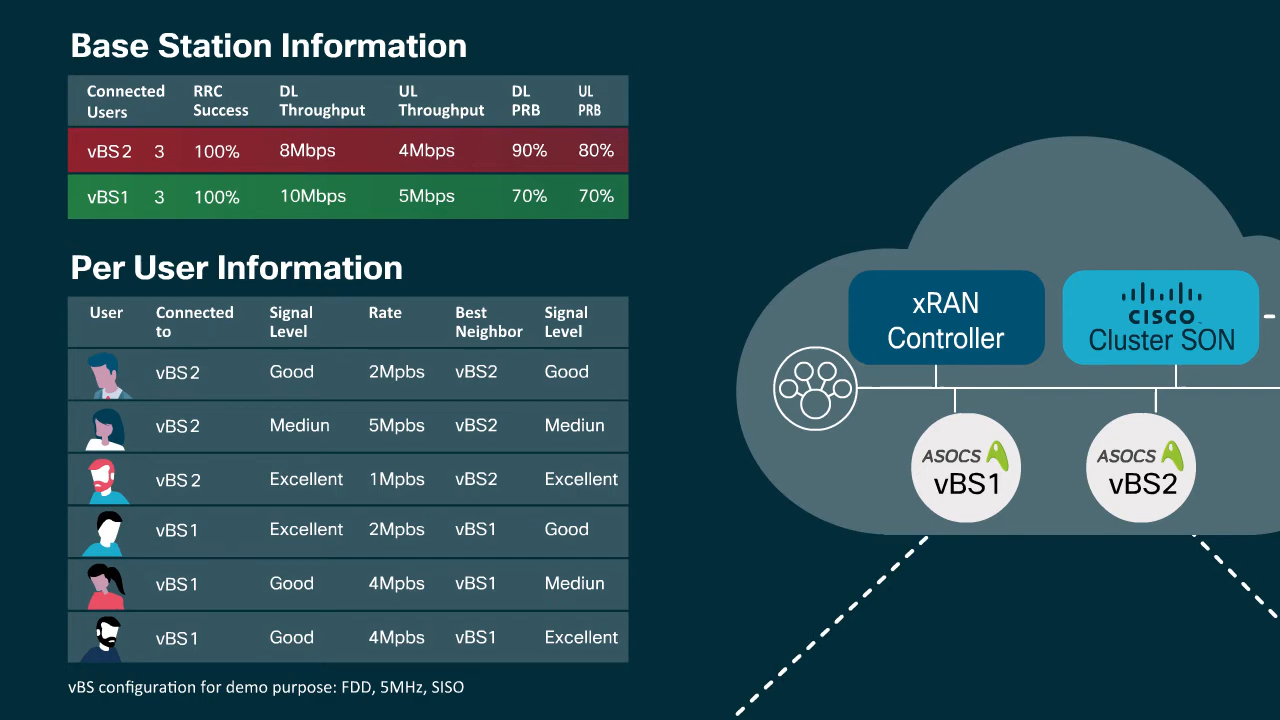 Base Station Information
Connected Users RRC Success DL Throughput UL Throughput DL PRB UL PRB
vBS2 3 100% 8Mbps 4Mbps 90% 80%
vBS1 3 100% 10Mbps 5Mbps 70% 70%
Per User Information
User Connected to Signal Level Rate Best Neighbor Signal Level
vBS2 Good 2Mpbs vBS2 Good
vBS2 Mediun 5Mpbs vBS2 Mediun
vBS2 Excellent 1Mpbs vBS2 Excellent
vBS1 Excellent 2Mpbs vBS1 Good
vBS1 Good 4Mpbs vBS1 Mediun
vBS1 Good 4Mpbs vBS1 Excellent
vBS configuration for demo purpose: FDD, 5MHz, SISO
xRAN
Controller
CISCO
Cluster SON
ASOCS
vBS1
ASOCS
vBS2